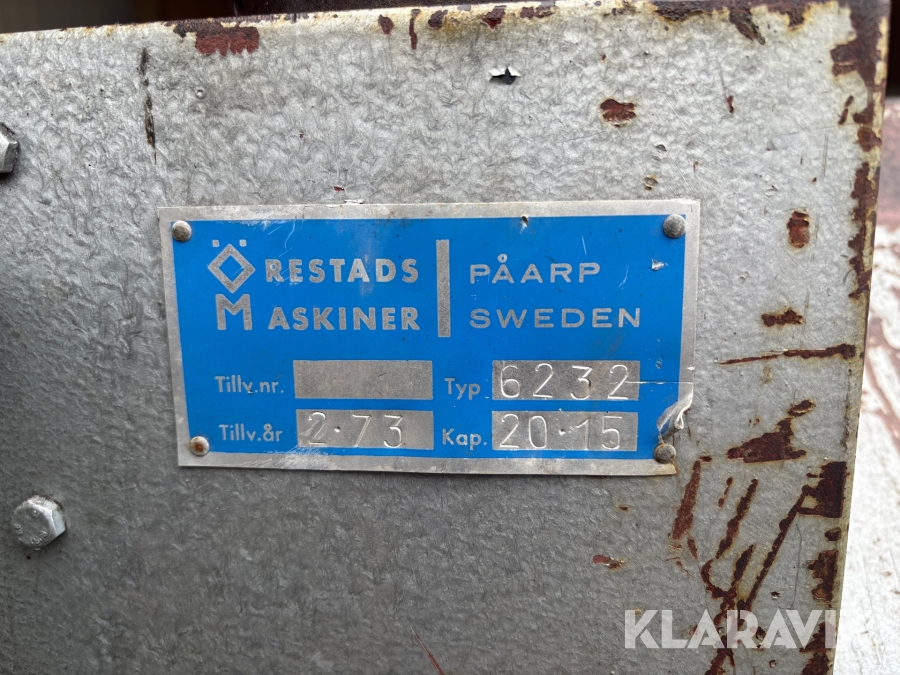 ÖRESTADS
MASKINER
PÅARP
SWEDEN
Tillv.nr.
Typ 6232
Tillv.år 2·73
Kap. 20·15
KLARAVI